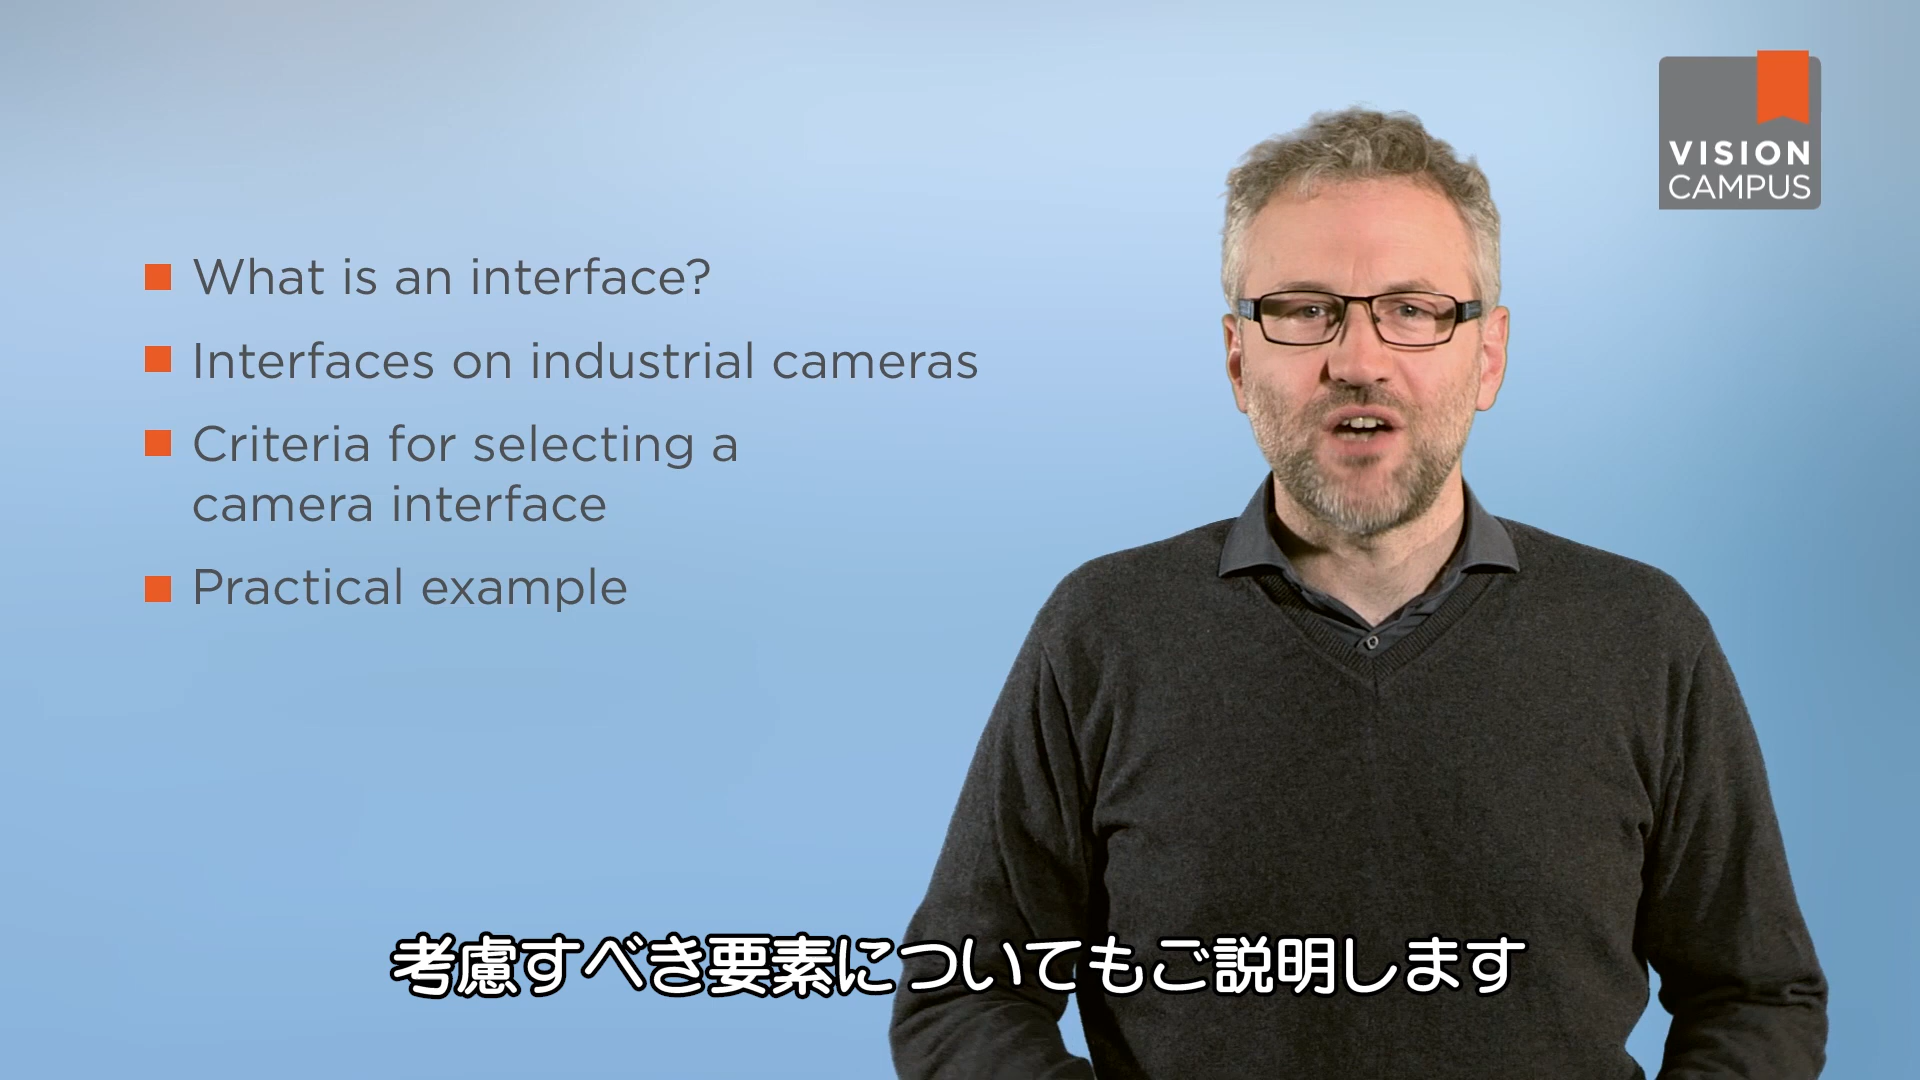 VISION
CAMPUS
What is an interface?
Interfaces on industrial cameras
Criteria for selecting a
camera interface
Practical example
考慮すべき要素についてもご説明します